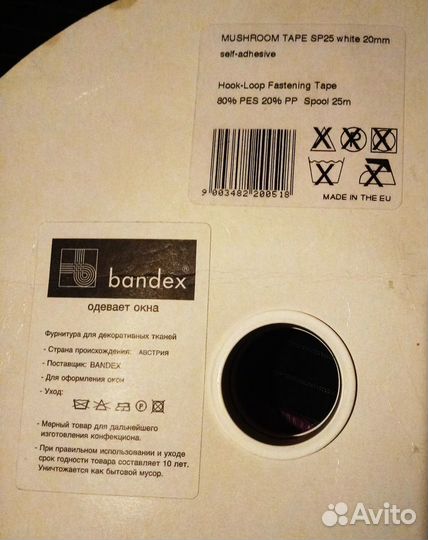 MUSHROOM TAPE SP25 white 20mm
self-adhesive
Hook-Loop Fastening Tape
80% PES 20% PP Spool 25m
9 003482 200518
MADE IN THE EU
bandex®
одевает окна
Фурнитура для декоративных тканей
- Страна происхождения: АВСТРИЯ
- Поставщик: BANDEX
- Для оформления окон
- Уход:
- Мерный товар для дальнейшего
изготовления конфекциона.
- При правильном использовании и уходе
срок годности товара составляет 10 лет.
Уничтожается как бытовой мусор.
Avito